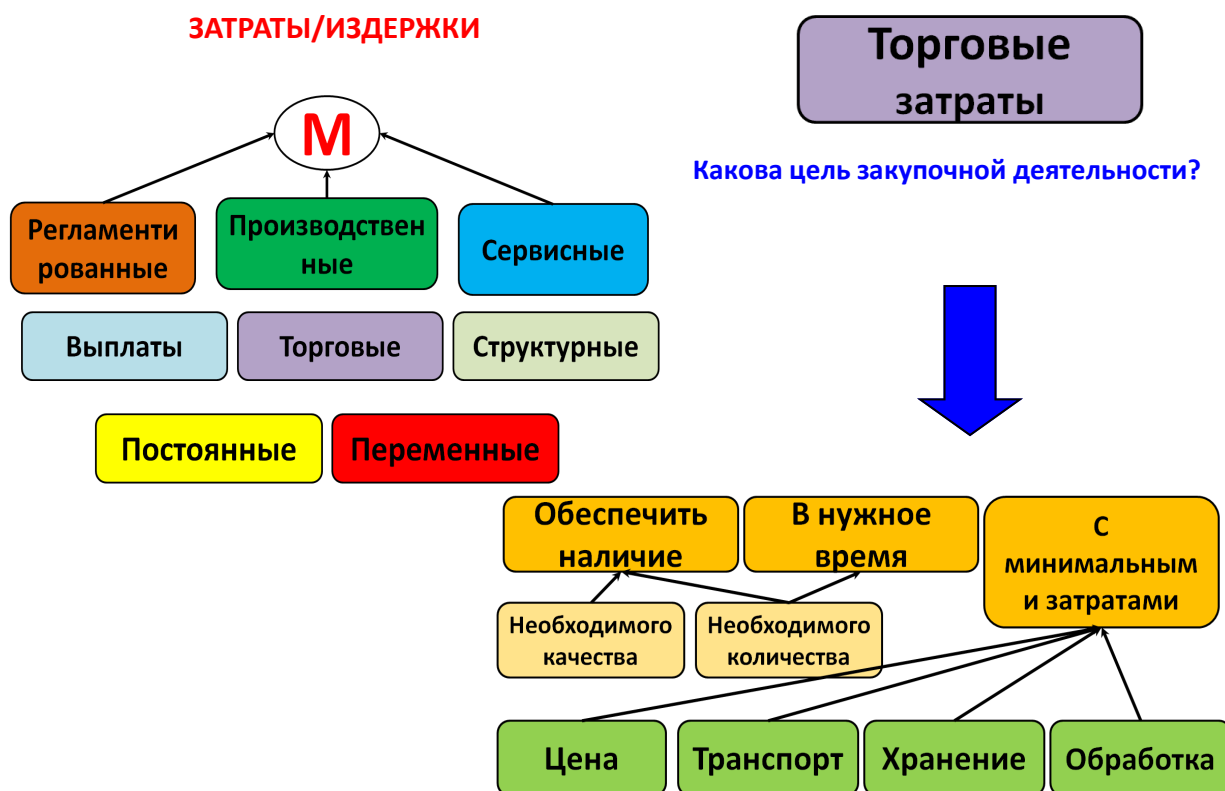 ЗАТРАТЫ/ИЗДЕРЖКИ
М
Регламенти
рованные
Производствен
ные
Сервисные
Выплаты
Торговые
Структурные
Постоянные
Переменные
Торговые
затраты
Какова цель закупочной деятельности?
Обеспечить
наличие
В нужное
время
С
минимальным
и затратами
Необходимого
качества
Необходимого
количества
Цена
Транспорт
Хранение
Обработка